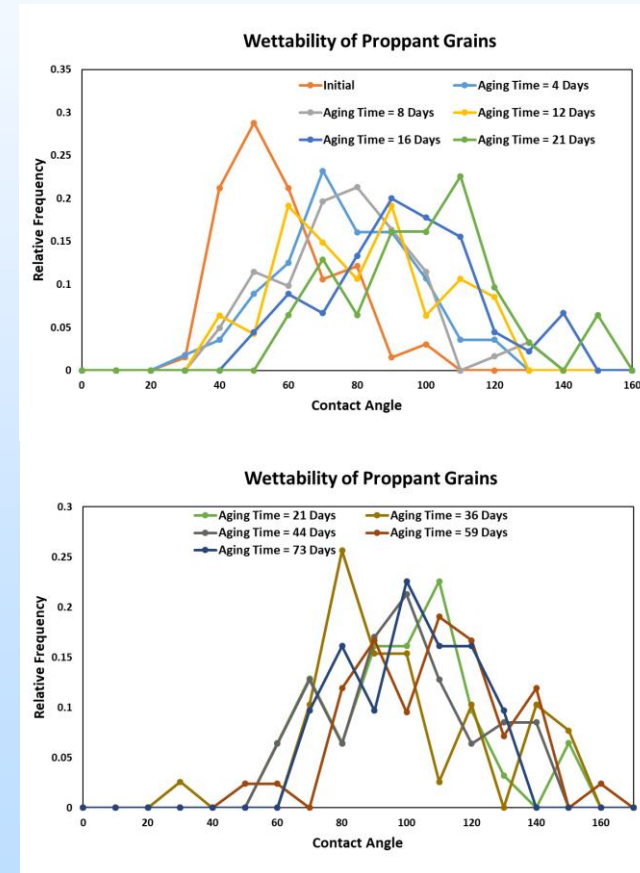 Wettability of Proppant Grains
0.35
0.3
0.25
0.2
0.15
0.1
0.05
0
Relative Frequency
Initial
Aging Time = 4 Days
Aging Time = 8 Days
Aging Time = 12 Days
Aging Time = 16 Days
Aging Time = 21 Days
0 20 40 60 80 100 120 140 160
Contact Angle
Wettability of Proppant Grains
0.3
0.25
0.2
0.15
0.1
0.05
0
Relative Frequency
Aging Time = 21 Days
Aging Time = 36 Days
Aging Time = 44 Days
Aging Time = 59 Days
Aging Time = 73 Days
0 20 40 60 80 100 120 140 160
Contact Angle